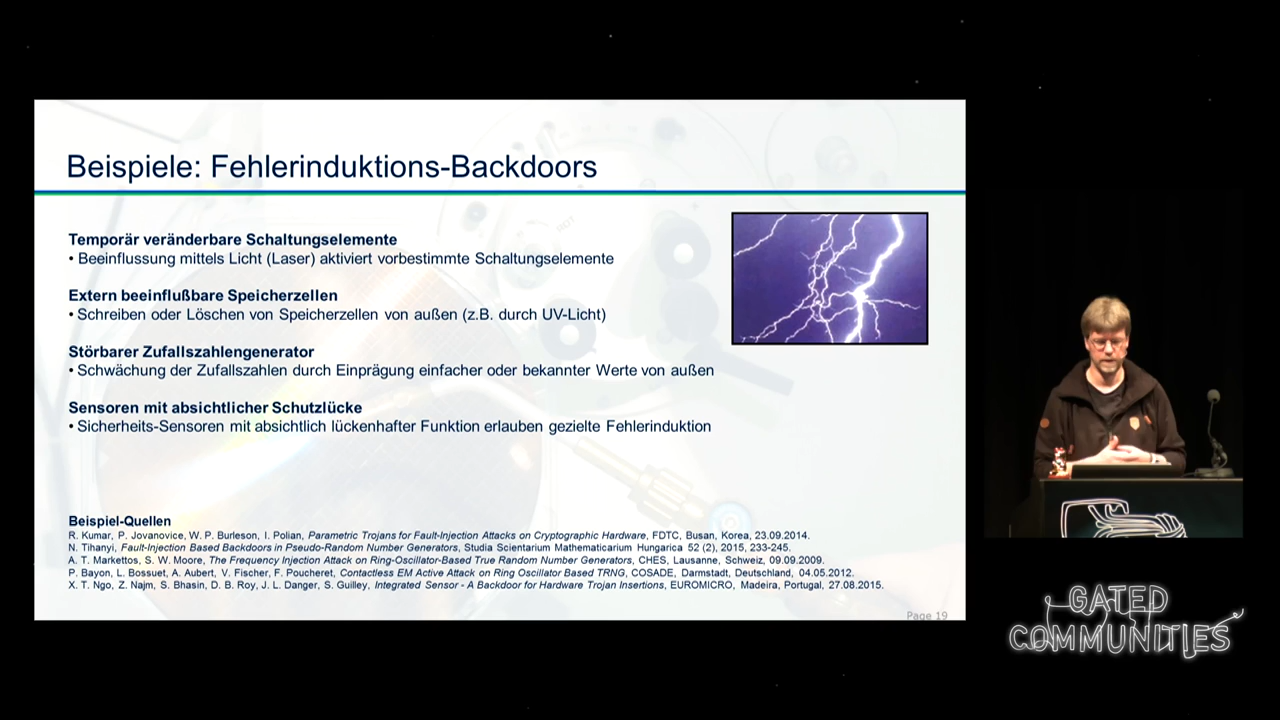 Beispiele: Fehlerinduktions-Backdoors
Temporär veränderbare Schaltungselemente
• Beeinflussung mittels Licht (Laser) aktiviert vorbestimmte Schaltungselemente
Extern beeinflußbare Speicherzellen
• Schreiben oder Löschen von Speicherzellen von außen (z.B. durch UV-Licht)
Störbarer Zufallszahlengenerator
• Schwächung der Zufallszahlen durch Einprägung einfacher oder bekannter Werte von außen
Sensoren mit absichtlicher Schutzlücke
• Sicherheits-Sensoren mit absichtlich lückenhafter Funktion erlauben gezielte Fehlerinduktion
Beispiel-Quellen
R. Kumar, P. Jovanovice, W. P. Burleson, I. Polian, Parametric Trojans for Fault-Injection Attacks on Cryptographic Hardware, FDTC, Busan, Korea, 23.09.2014.
N. Tihanyi, Fault-Injection Based Backdoors in Pseudo-Random Number Generators, Studia Scientarium Mathematicarium Hungarica 52 (2), 2015, 233-245.
A. T. Markettos, S. W. Moore, The Frequency Injection Attack on Ring-Oscillator-Based True Random Number Generators, CHES, Lausanne, Schweiz, 09.09.2009.
P. Bayon, L. Bossuet, A. Aubert, V. Fischer, F. Poucheret, Contactless EM Active Attack on Ring Oscillator Based TRNG, COSADE, Darmstadt, Deutschland, 04.05.2012.
X. T. Ngo, Z. Najm, S. Bhasin, D. B. Roy, J. L. Danger, S. Guilley, Integrated Sensor - A Backdoor for Hardware Trojan Insertions, EUROMICRO, Madeira, Portugal, 27.08.2015.
Page 19
GATED
COMMUNITIES